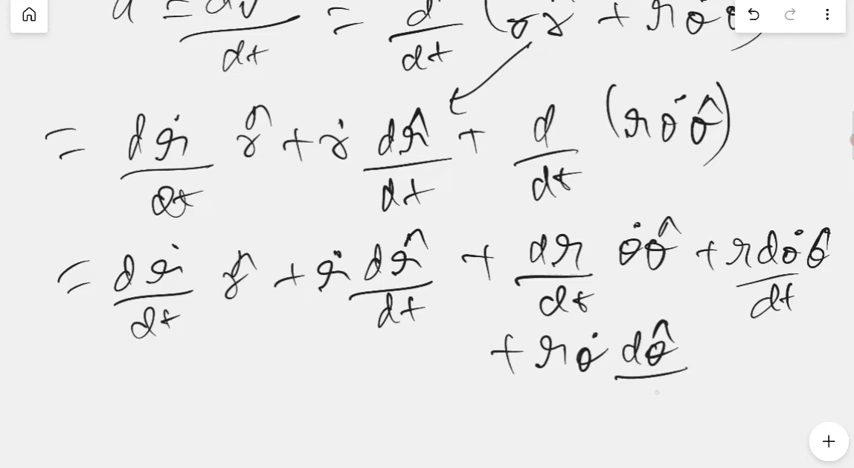 a = dv/dt = d/dt (ṙr̂ + rθ̇θ̂)
= dṙ/dt r̂ + ṙ dr̂/dt + d/dt (rθ̇θ̂)
= dṙ/dt r̂ + ṙ dr̂/dt + dr/dt θ̇θ̂ + rdθ̇θ̂/dt
+ rθ̇ dθ̂